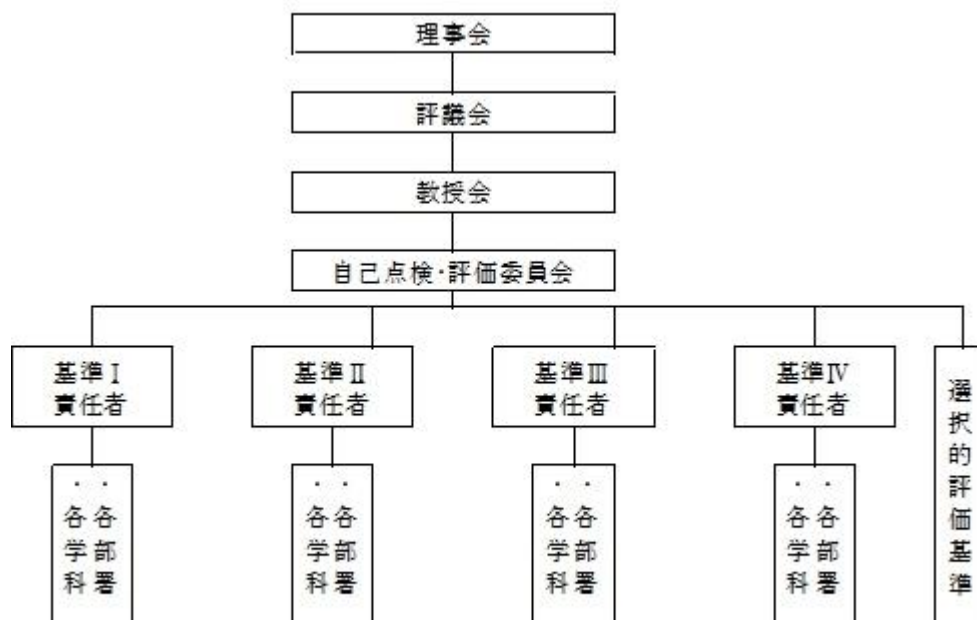 理事会
評議会
教授会
自己点検・評価委員会
基準Ⅰ
責任者
基準Ⅱ
責任者
基準Ⅲ
責任者
基準Ⅳ
責任者
選択的評価基準
・各部署
・各学科
・各部署
・各学科
・各部署
・各学科
・各部署
・各学科